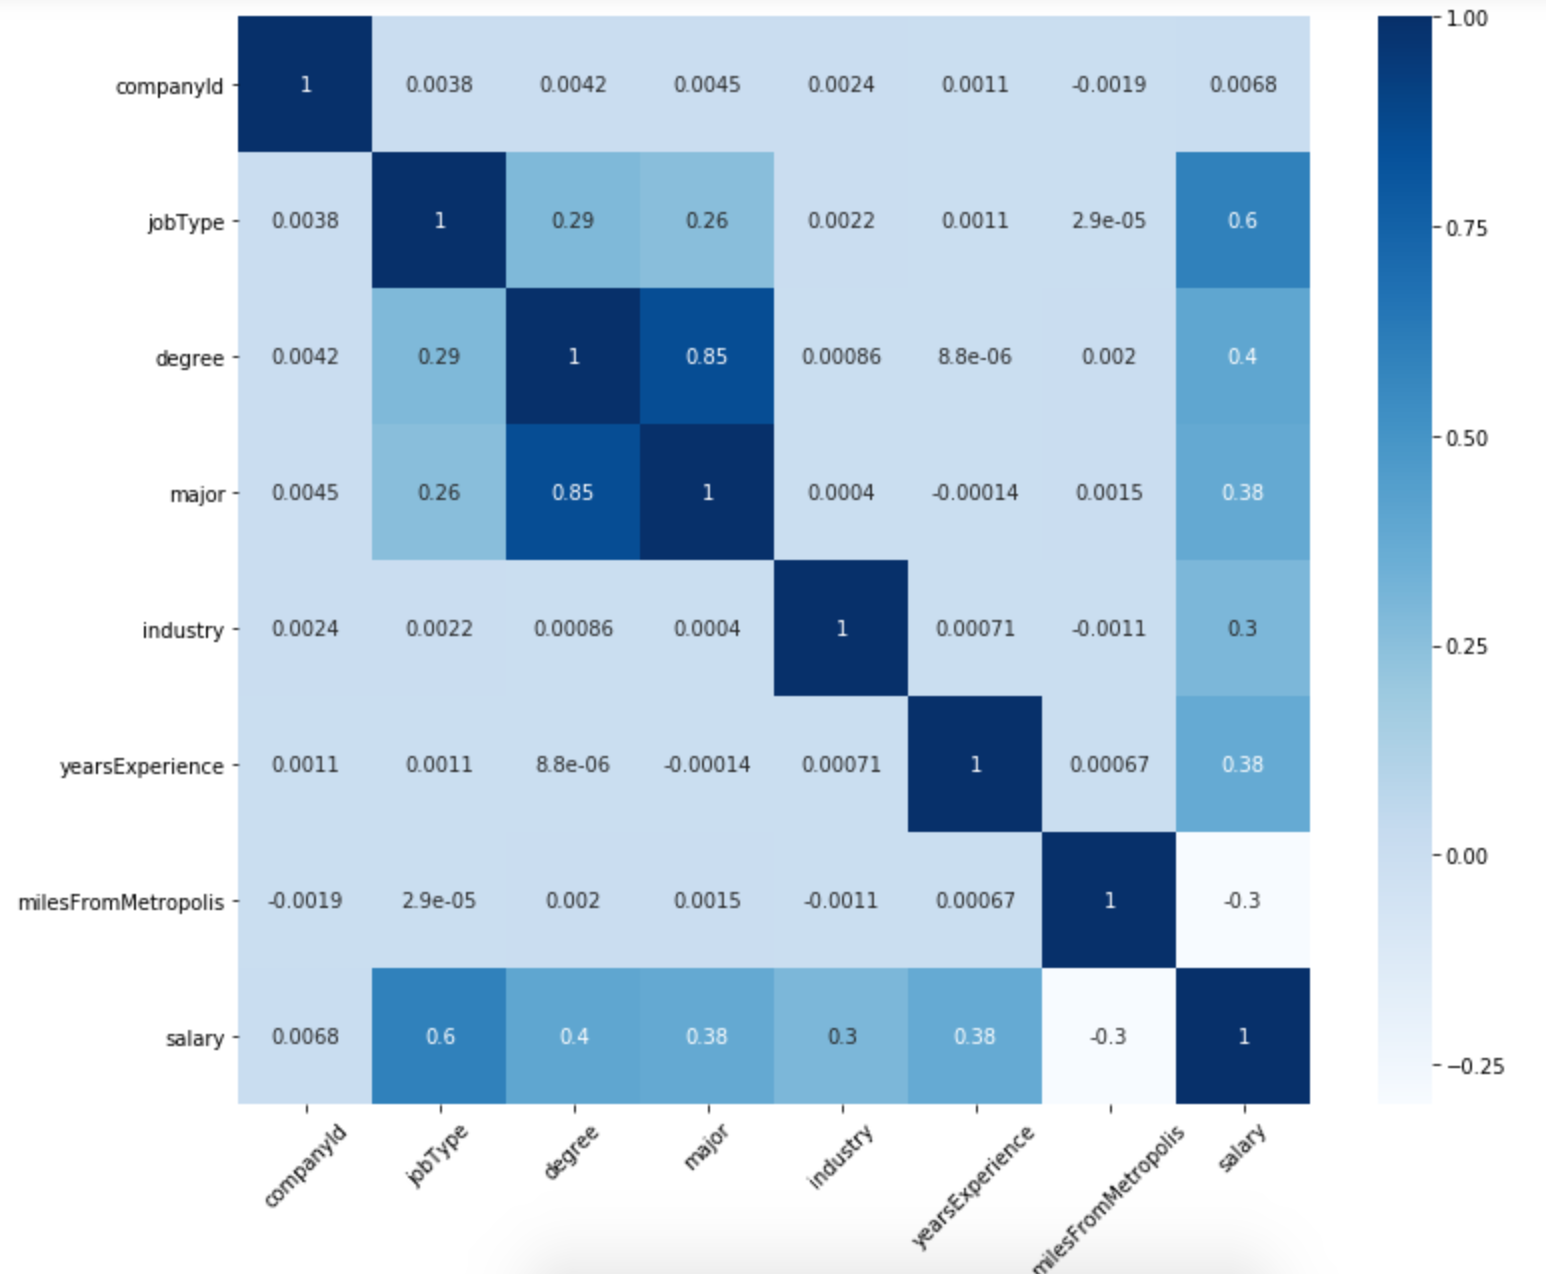 companyId 1 0.0038 0.0042 0.0045 0.0024 0.0011 -0.0019 0.0068
jobType 0.0038 1 0.29 0.26 0.0022 0.0011 2.9e-05 0.6
degree 0.0042 0.29 1 0.85 0.00086 8.8e-06 0.002 0.4
major 0.0045 0.26 0.85 1 0.0004 -0.00014 0.0015 0.38
industry 0.0024 0.0022 0.00086 0.0004 1 0.00071 -0.0011 0.3
yearsExperience 0.0011 0.0011 8.8e-06 -0.00014 0.00071 1 0.00067 0.38
milesFromMetropolis -0.0019 2.9e-05 0.002 0.0015 -0.0011 0.00067 1 -0.3
salary 0.0068 0.6 0.4 0.38 0.3 0.38 -0.3 1
companyId jobType degree major industry yearsExperience milesFromMetropolis salary
1.00
0.75
0.50
0.25
0.00
−0.25